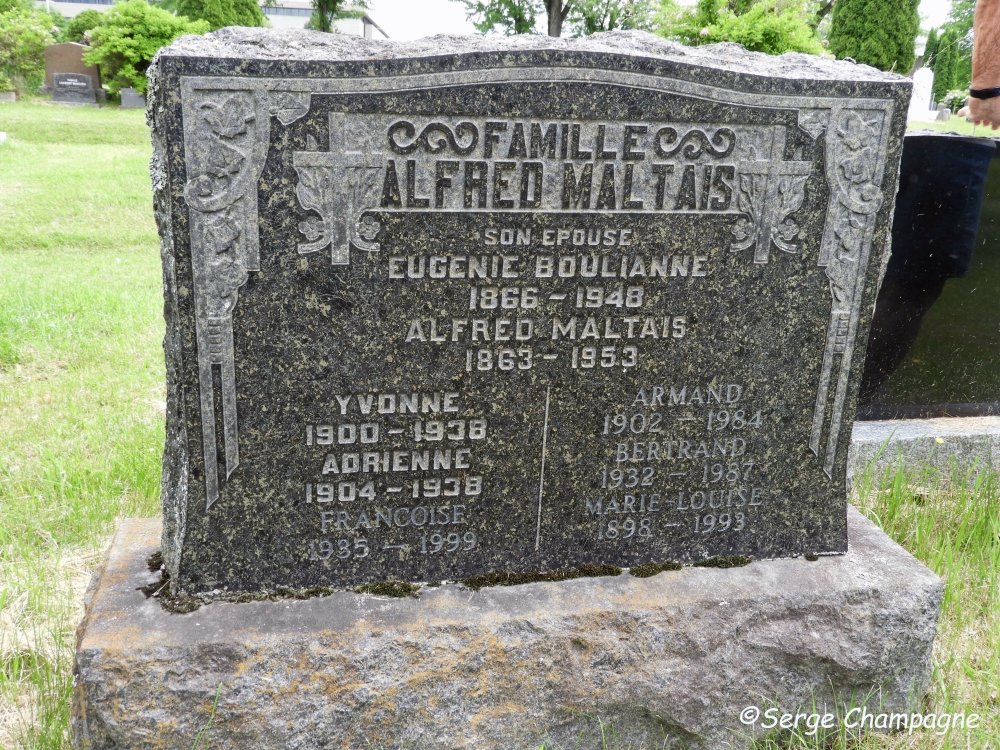 FAMILLE
ALFRED MALTAIS
SON EPOUSE
EUGENIE BOULIANNE
1866 - 1948
ALFRED MALTAIS
1863 - 1953
YVONNE
1900 - 1938
ADRIENNE
1904 - 1938
FRANCOISE
1935 - 1999
ARMAND
1902 - 1984
BERTRAND
1932 - 1987
MARIE-LOUISE
1898 - 1993
©Serge Champagne